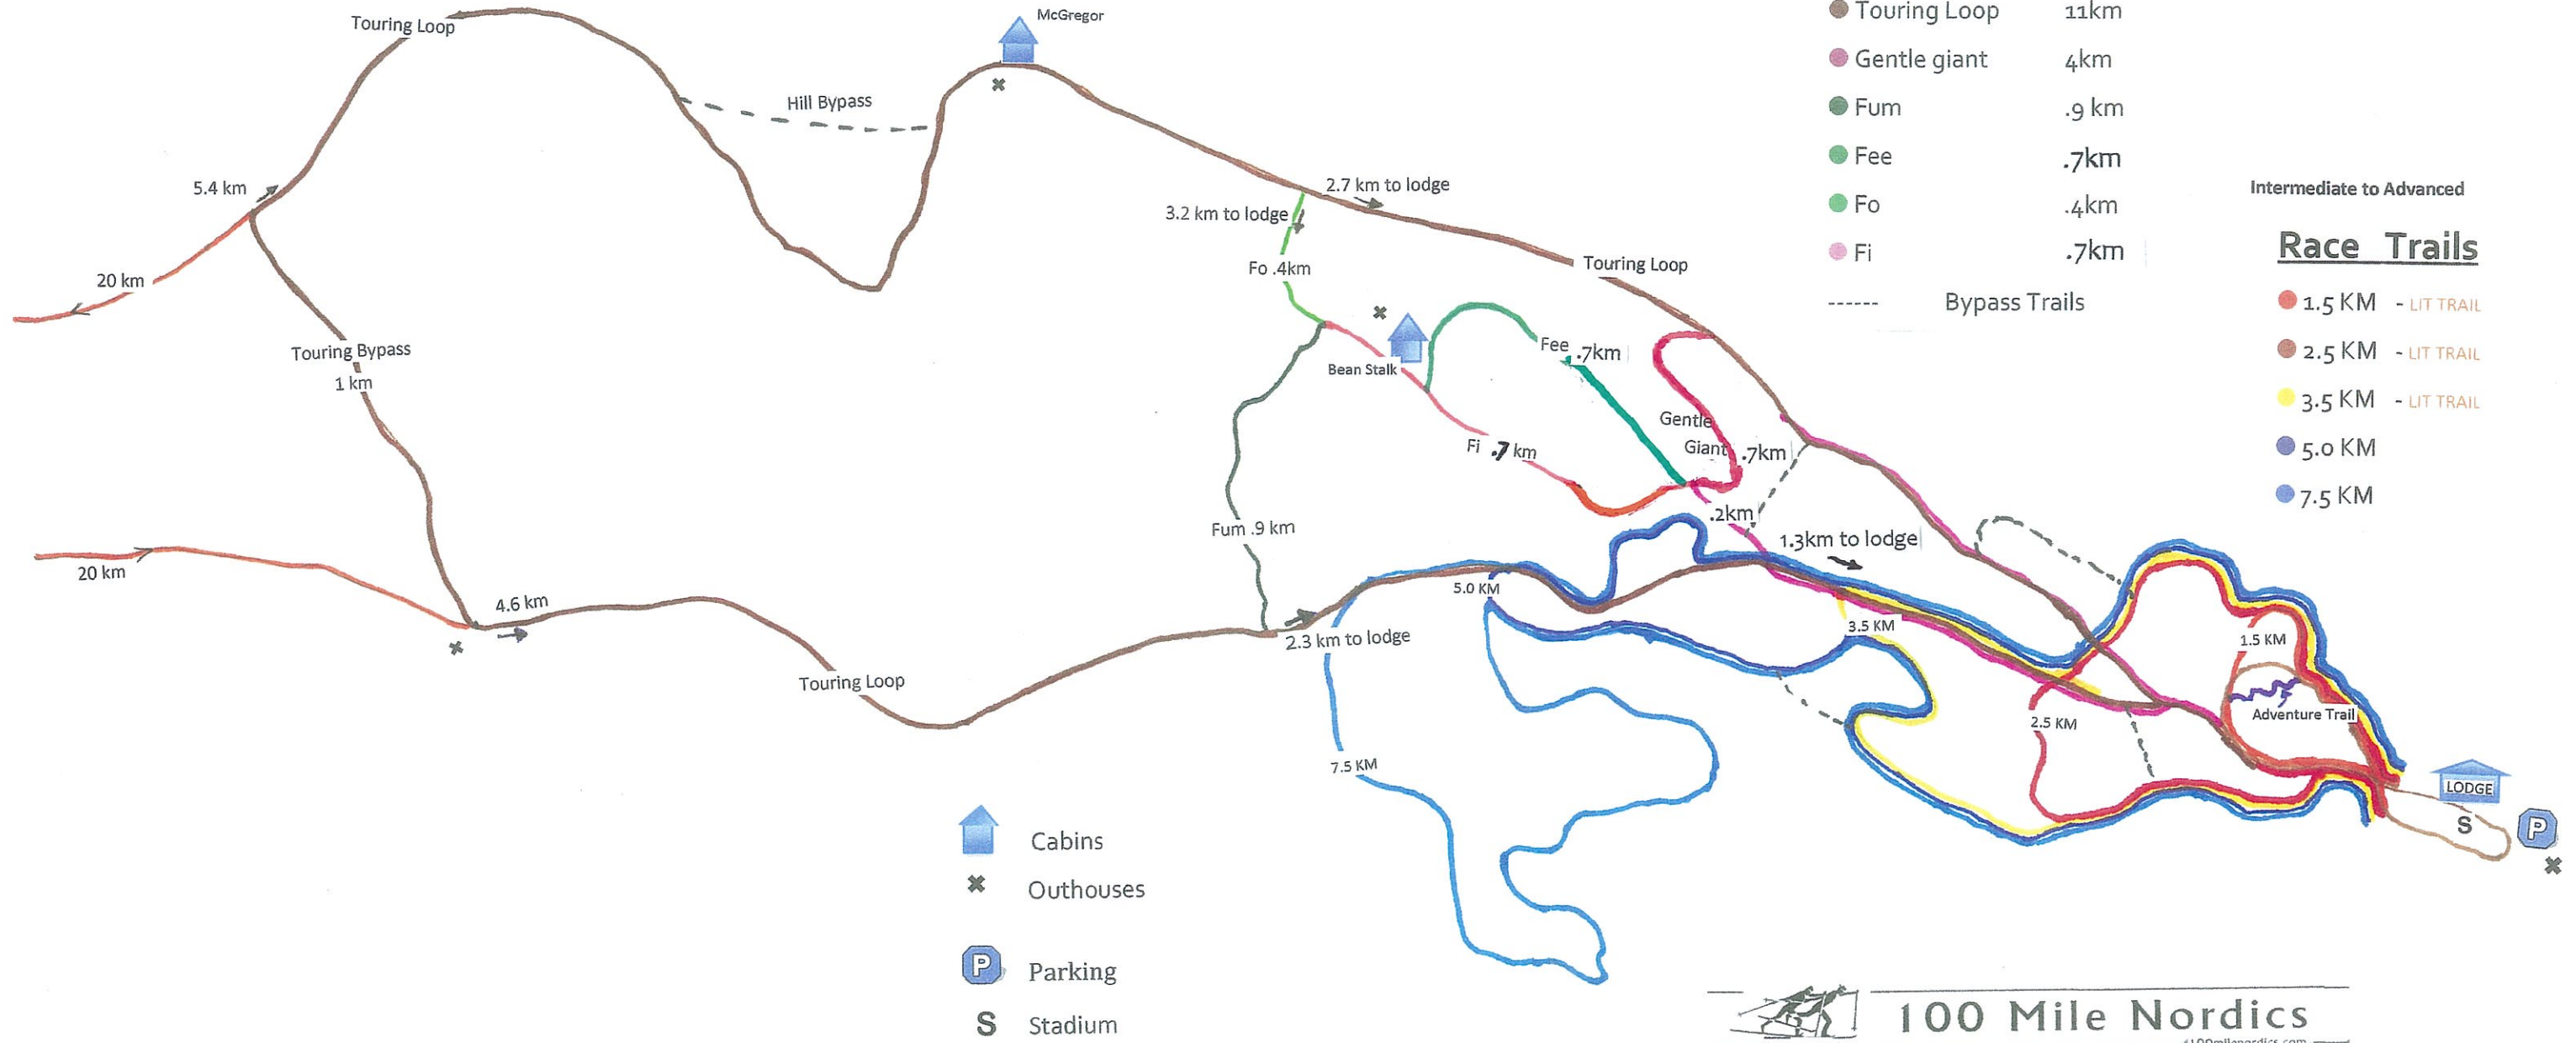 Touring Loop
McGregor
Hill Bypass
5.4 km
20 km
Touring Bypass
1 km
20 km
4.6 km
Touring Loop
2.7 km to lodge
3.2 km to lodge
Fo .4km
Touring Loop
Bean Stalk
Fee .7km
Fi .7 km
Gentle
Giant .7km
.2km
Fum .9 km
1.3km to lodge
2.3 km to lodge
5.0 KM
3.5 KM
7.5 KM
2.5 KM
1.5 KM
Adventure Trail
LODGE
S
P
Touring Loop 11km
Gentle giant 4km
Fum .9 km
Fee .7km
Fo .4km
Fi .7km
Bypass Trails
Intermediate to Advanced
Race Trails
1.5 KM - LIT TRAIL
2.5 KM - LIT TRAIL
3.5 KM - LIT TRAIL
5.0 KM
7.5 KM
Cabins
Outhouses
P Parking
S Stadium
100 Mile Nordics